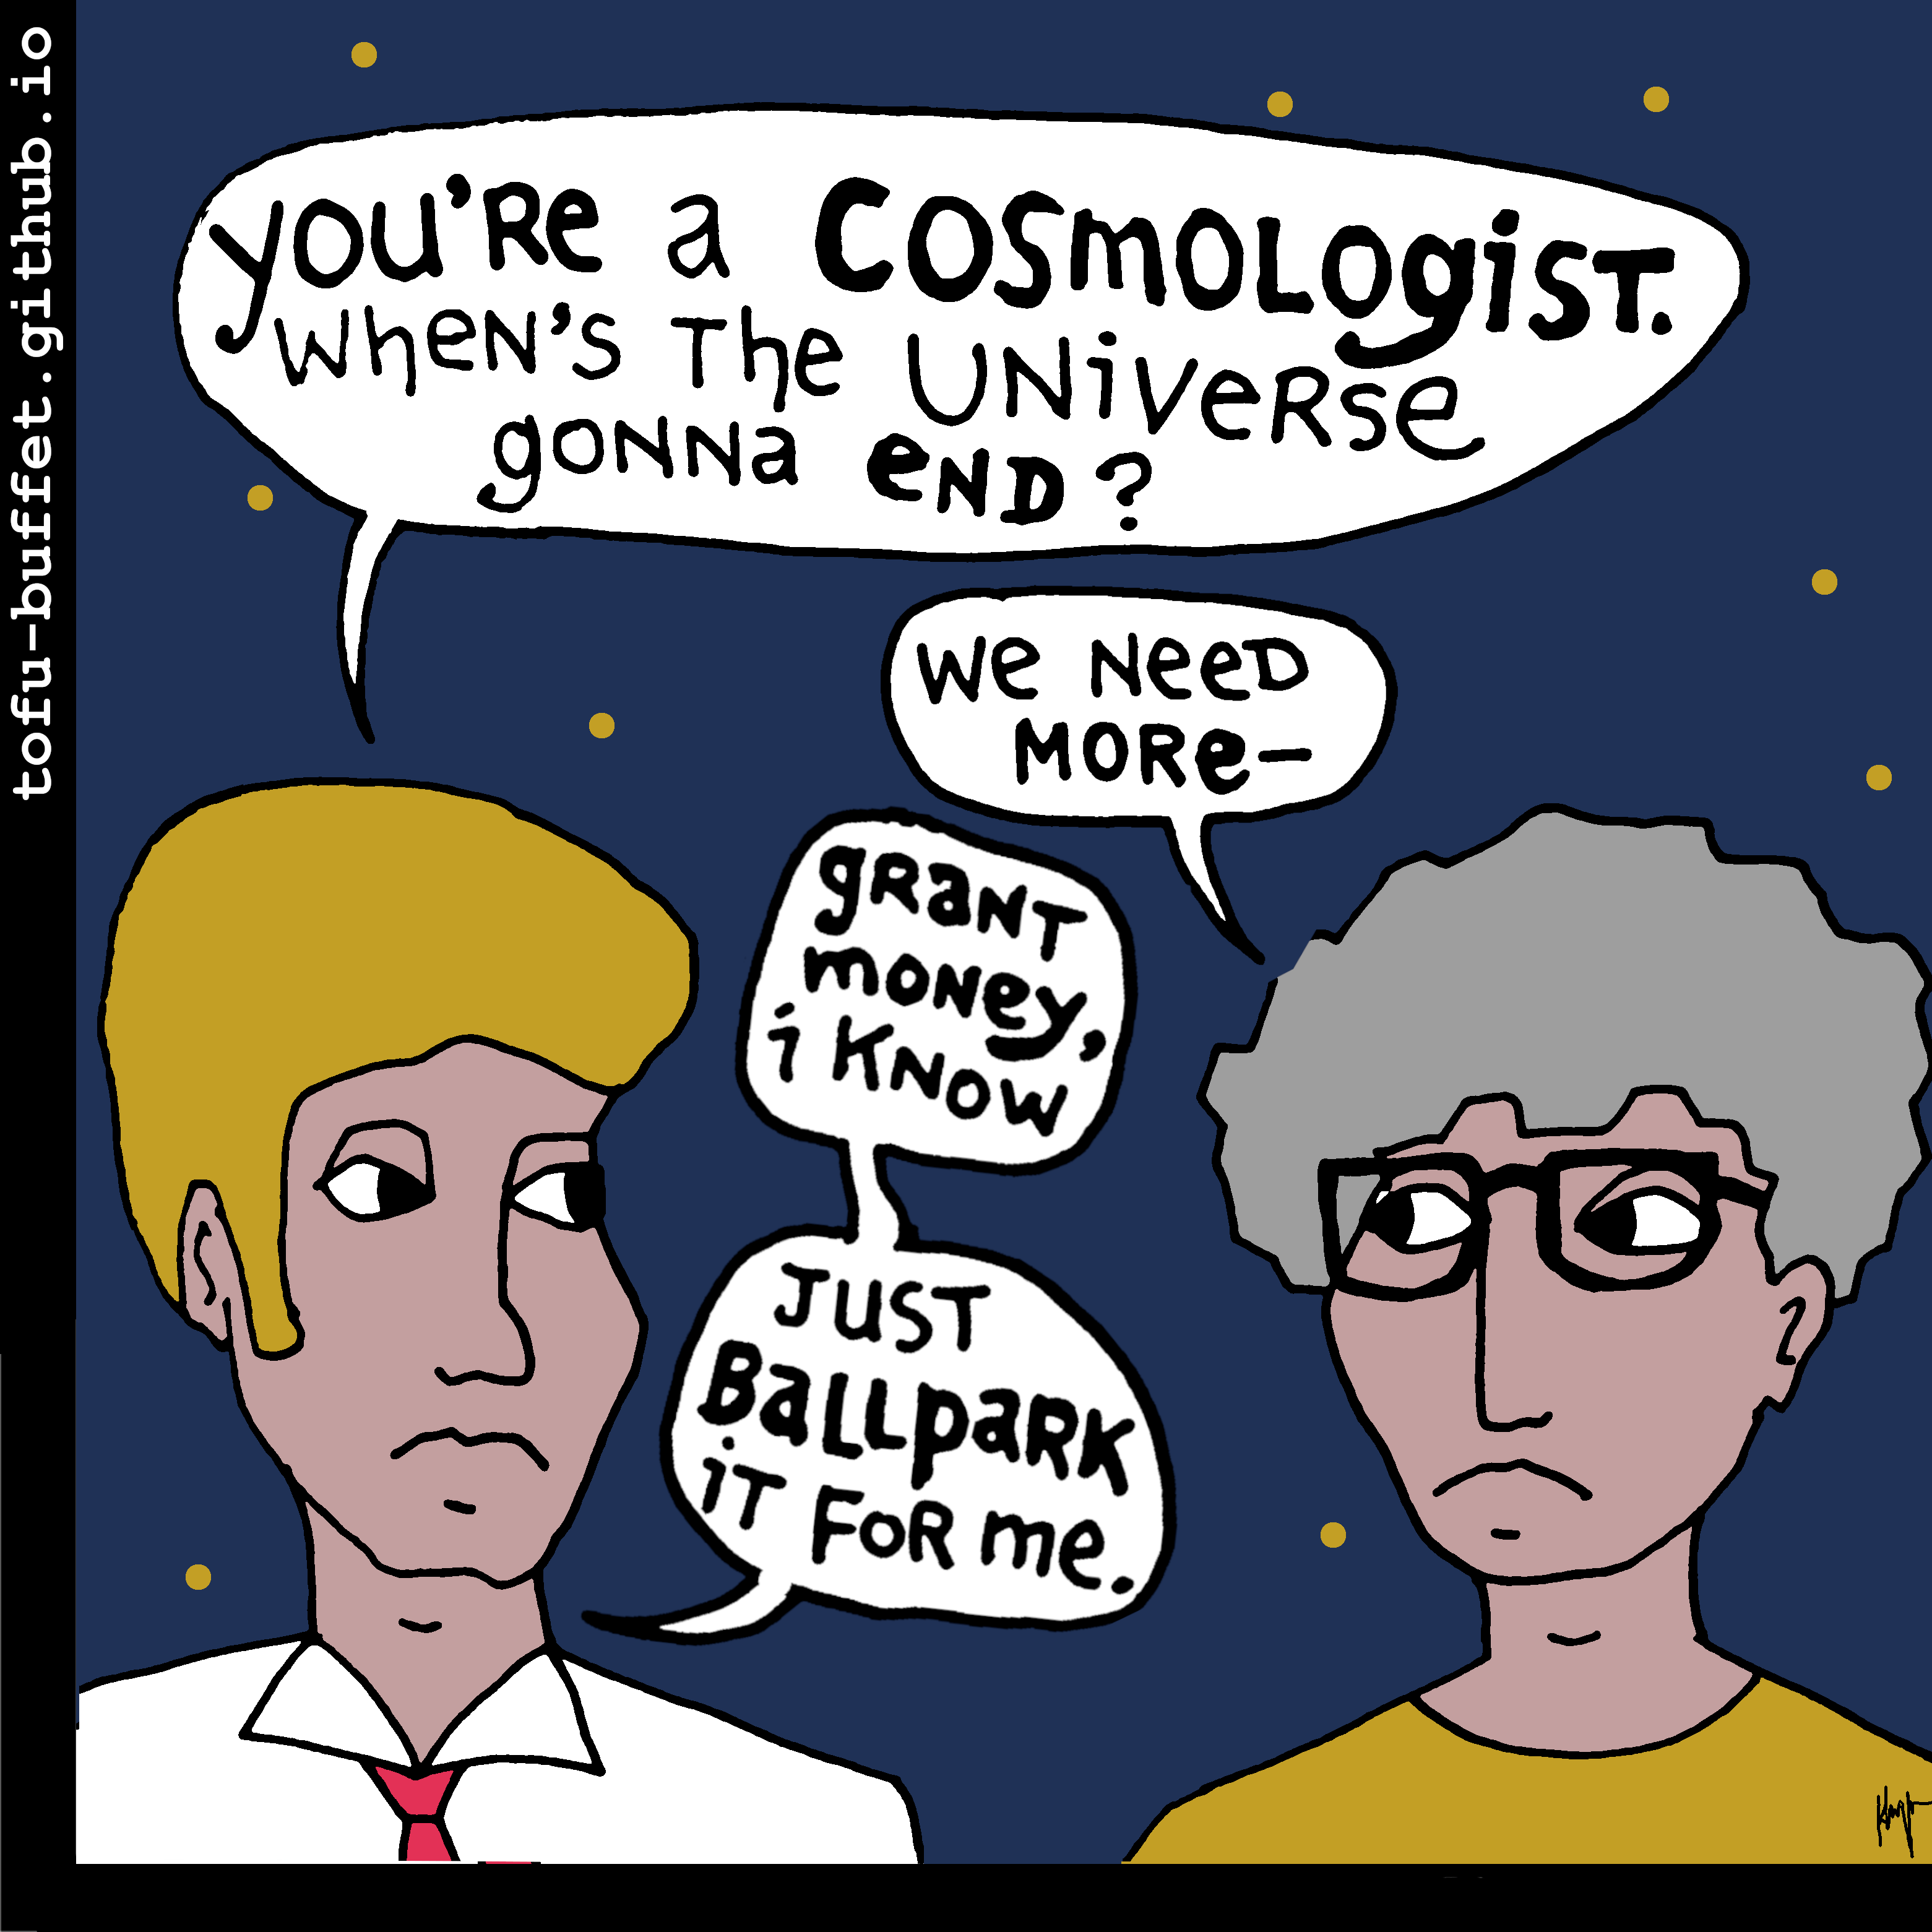 tofu-buffet.github.io
YOU'RE a COSMOLOgIST.
wheN'S The UNIVeRSe
gONNa eND?
We NeeD
MORe-
gRaNT
moNey,
i KNOW
JUST
BaLLpaRK
iT FOR me.